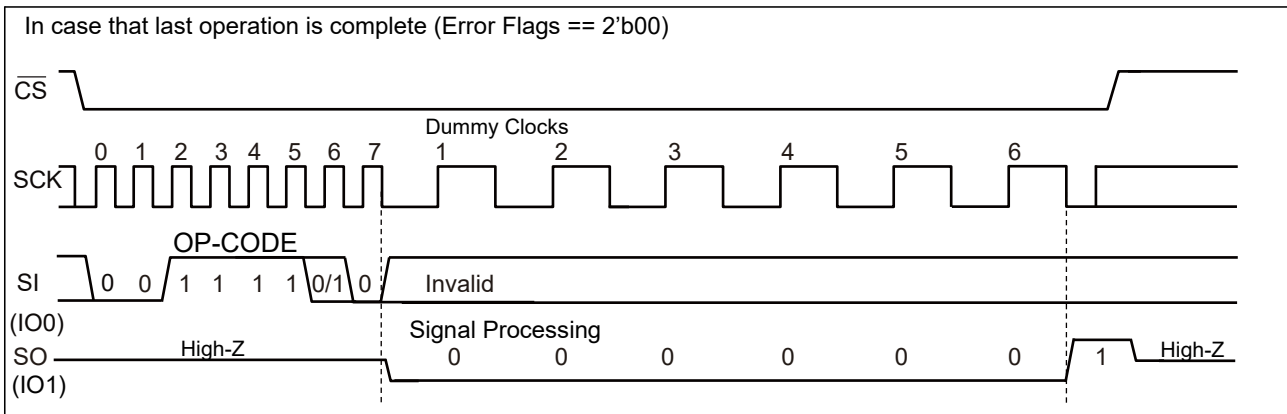 In case that last operation is complete (Error Flags == 2'b00)
CS
Dummy Clocks
0 1 2 3 4 5 6 7 1 2 3 4 5 6
SCK
OP-CODE
SI 0 0 1 1 1 1 0/1 0 Invalid
(IO0)
Signal Processing
SO High-Z 0 0 0 0 0 0 1 High-Z
(IO1)